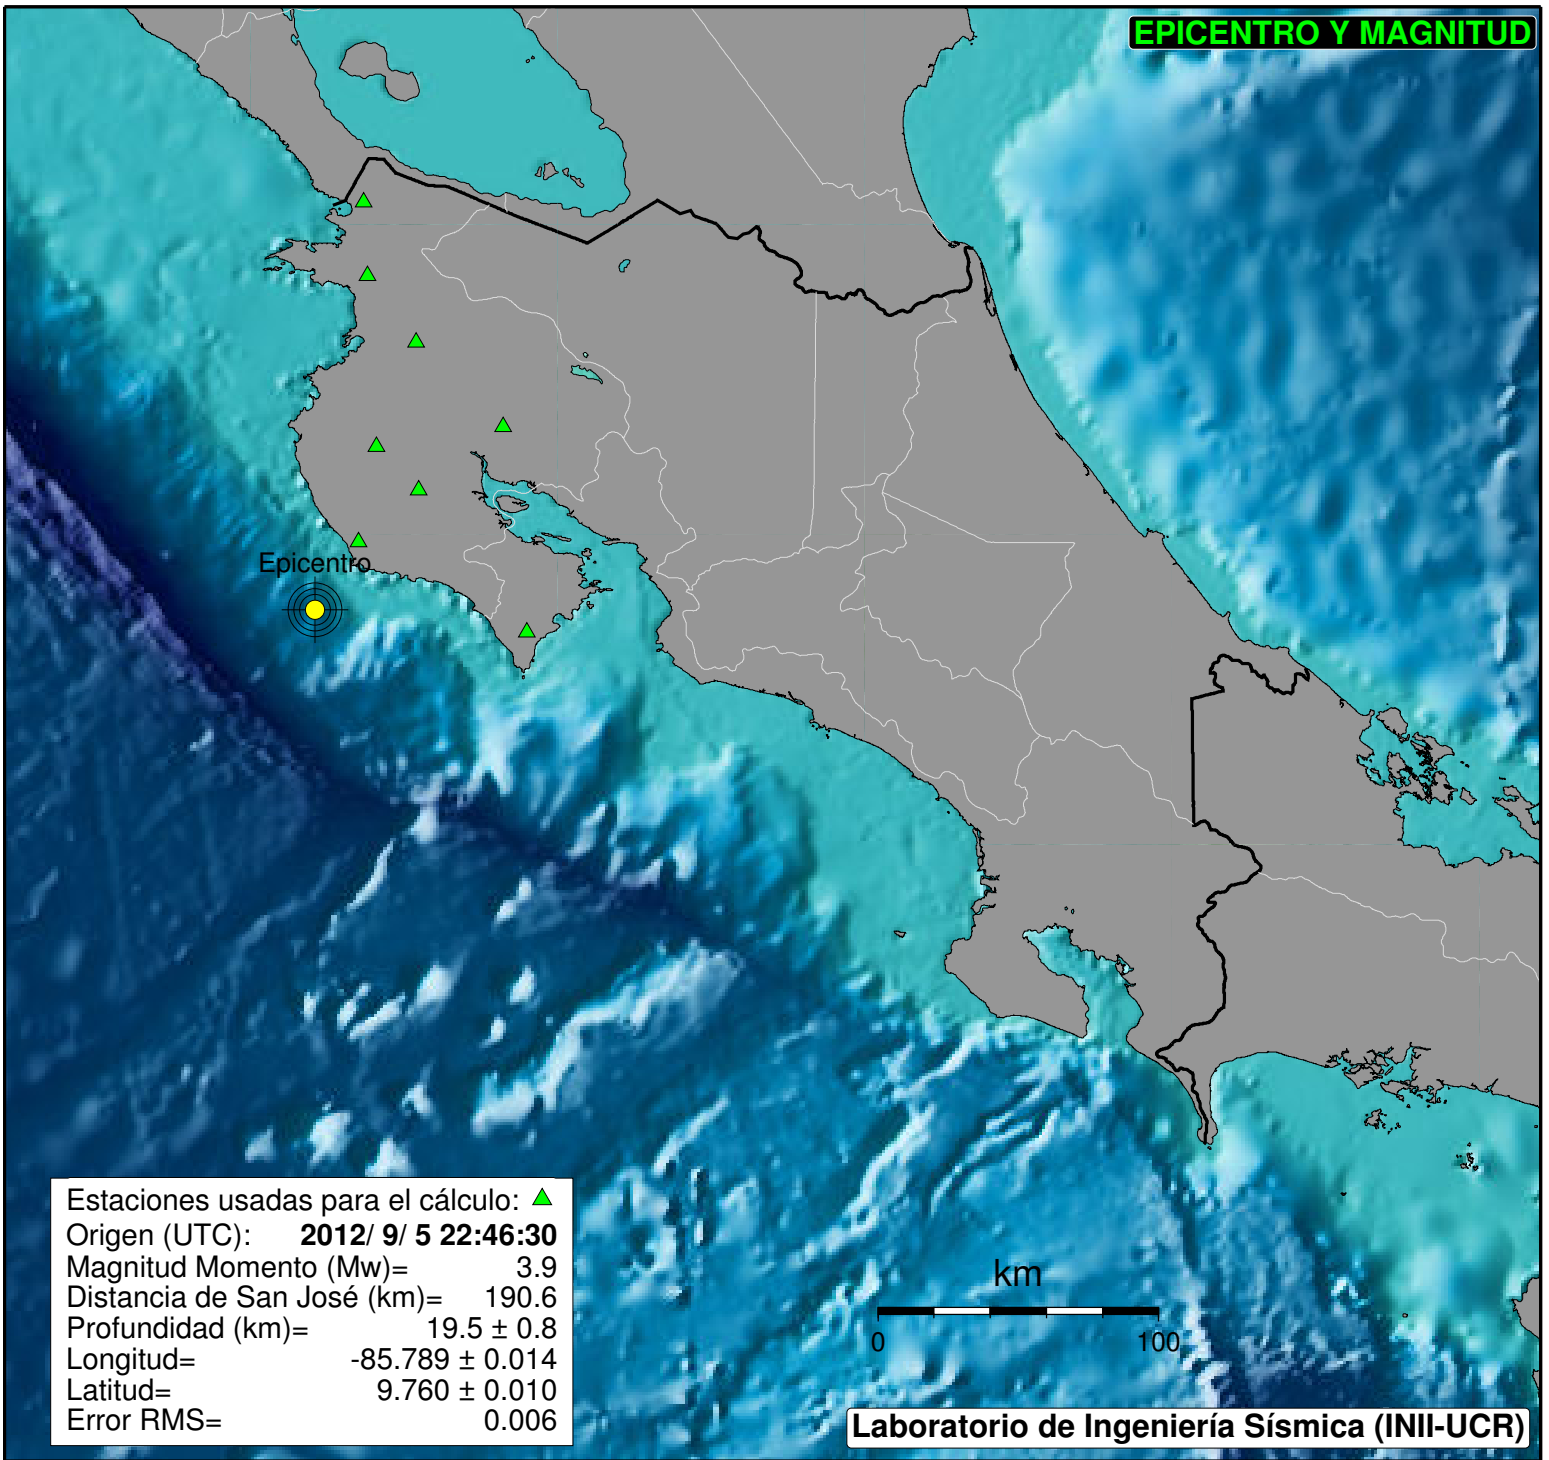 EPICENTRO Y MAGNITUD
Epicentro
Estaciones usadas para el cálculo:
Origen (UTC): 2012/ 9/ 5 22:46:30
Magnitud Momento (Mw)= 3.9
Distancia de San José (km)= 190.6
Profundidad (km)= 19.5 ± 0.8
Longitud= -85.789 ± 0.014
Latitud= 9.760 ± 0.010
Error RMS= 0.006
km
0 100
Laboratorio de Ingeniería Sísmica (INII-UCR)